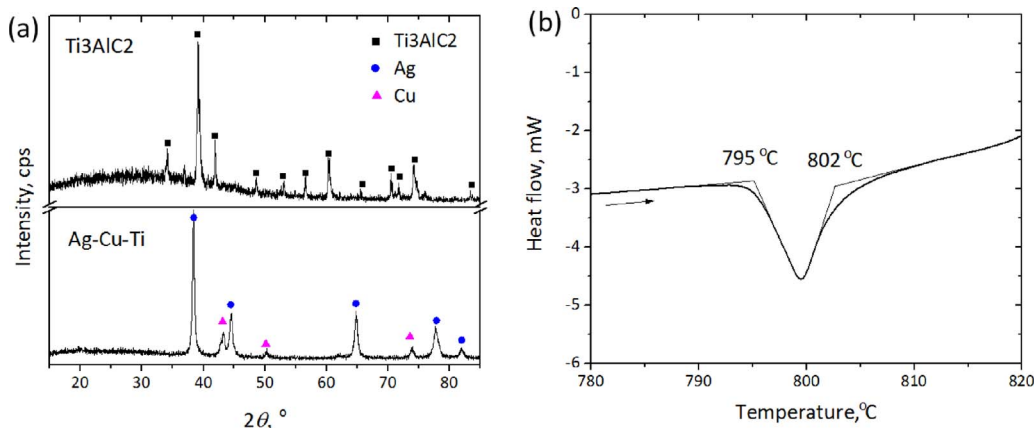 (a)
Ti3AlC2
Ti3AlC2
Ag
Cu
Ag-Cu-Ti
Intensity, cps
20 30 40 50 60 70 80
2θ, °
(b)
0
-1
-2
-3
-4
-5
-6
795 °C 802 °C
Heat flow, mW
780 790 800 810 820
Temperature,°C